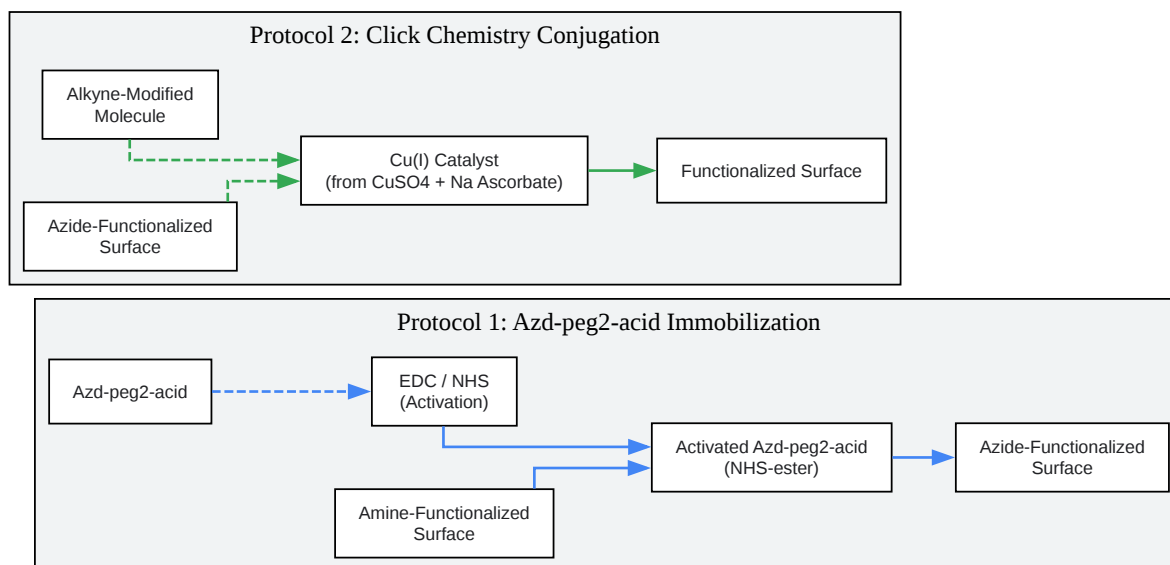 Protocol 2: Click Chemistry Conjugation
Alkyne-Modified
Molecule
Cu(I) Catalyst
(from CuSO4 + Na Ascorbate)
Functionalized Surface
Azide-Functionalized
Surface
Protocol 1: Azd-peg2-acid Immobilization
Azd-peg2-acid
EDC / NHS
(Activation)
Activated Azd-peg2-acid
(NHS-ester)
Azide-Functionalized
Surface
Amine-Functionalized
Surface